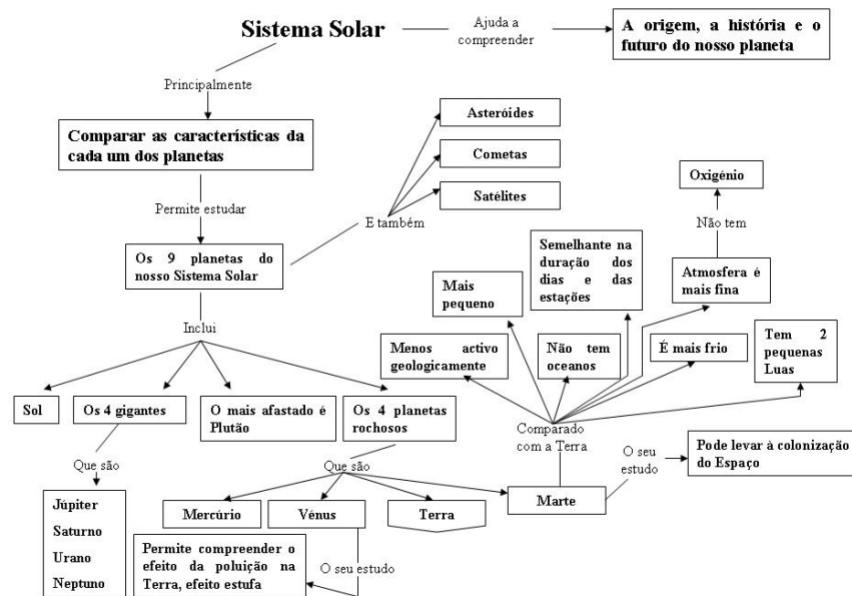 Sistema Solar
Ajuda a
compreender
A origem, a história e o
futuro do nosso planeta
Principalmente
Comparar as características da
cada um dos planetas
Asteróides
Cometas
Satélites
E também
Permite estudar
Os 9 planetas do
nosso Sistema Solar
Oxigénio
Não tem
Semelhante na
duração dos
dias e das
estações
Atmosfera é
mais fina
Mais
pequeno
Menos activo
geologicamente
Não tem
oceanos
É mais frio
Tem 2
pequenas
Luas
Inclui
Sol
Os 4 gigantes
O mais afastado é
Plutão
Os 4 planetas
rochosos
Comparado
com a Terra
O seu
estudo
Pode levar à colonização
do Espaço
Que são
Que são
Júpiter
Saturno
Urano
Neptuno
Mercúrio
Vénus
Terra
Marte
Permite compreender o
efeito da poluição na
Terra, efeito estufa
O seu estudo